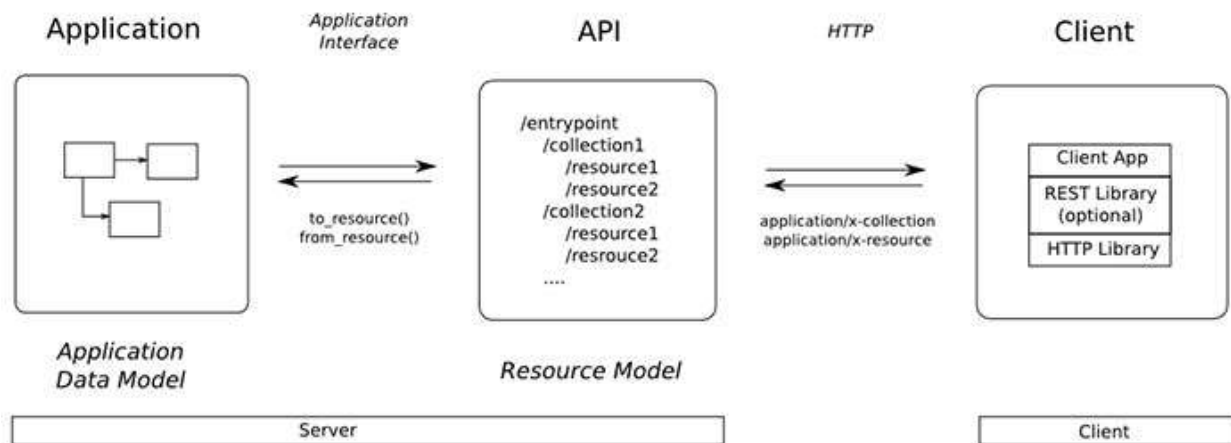 Application
Application
Interface
API
HTTP
Client
/entrypoint
/collection1
/resource1
/resource2
/collection2
/resource1
/resrouce2
....
to_resource()
from_resource()
application/x-collection
application/x-resource
Client App
REST Library
(optional)
HTTP Library
Application
Data Model
Resource Model
Server
Client